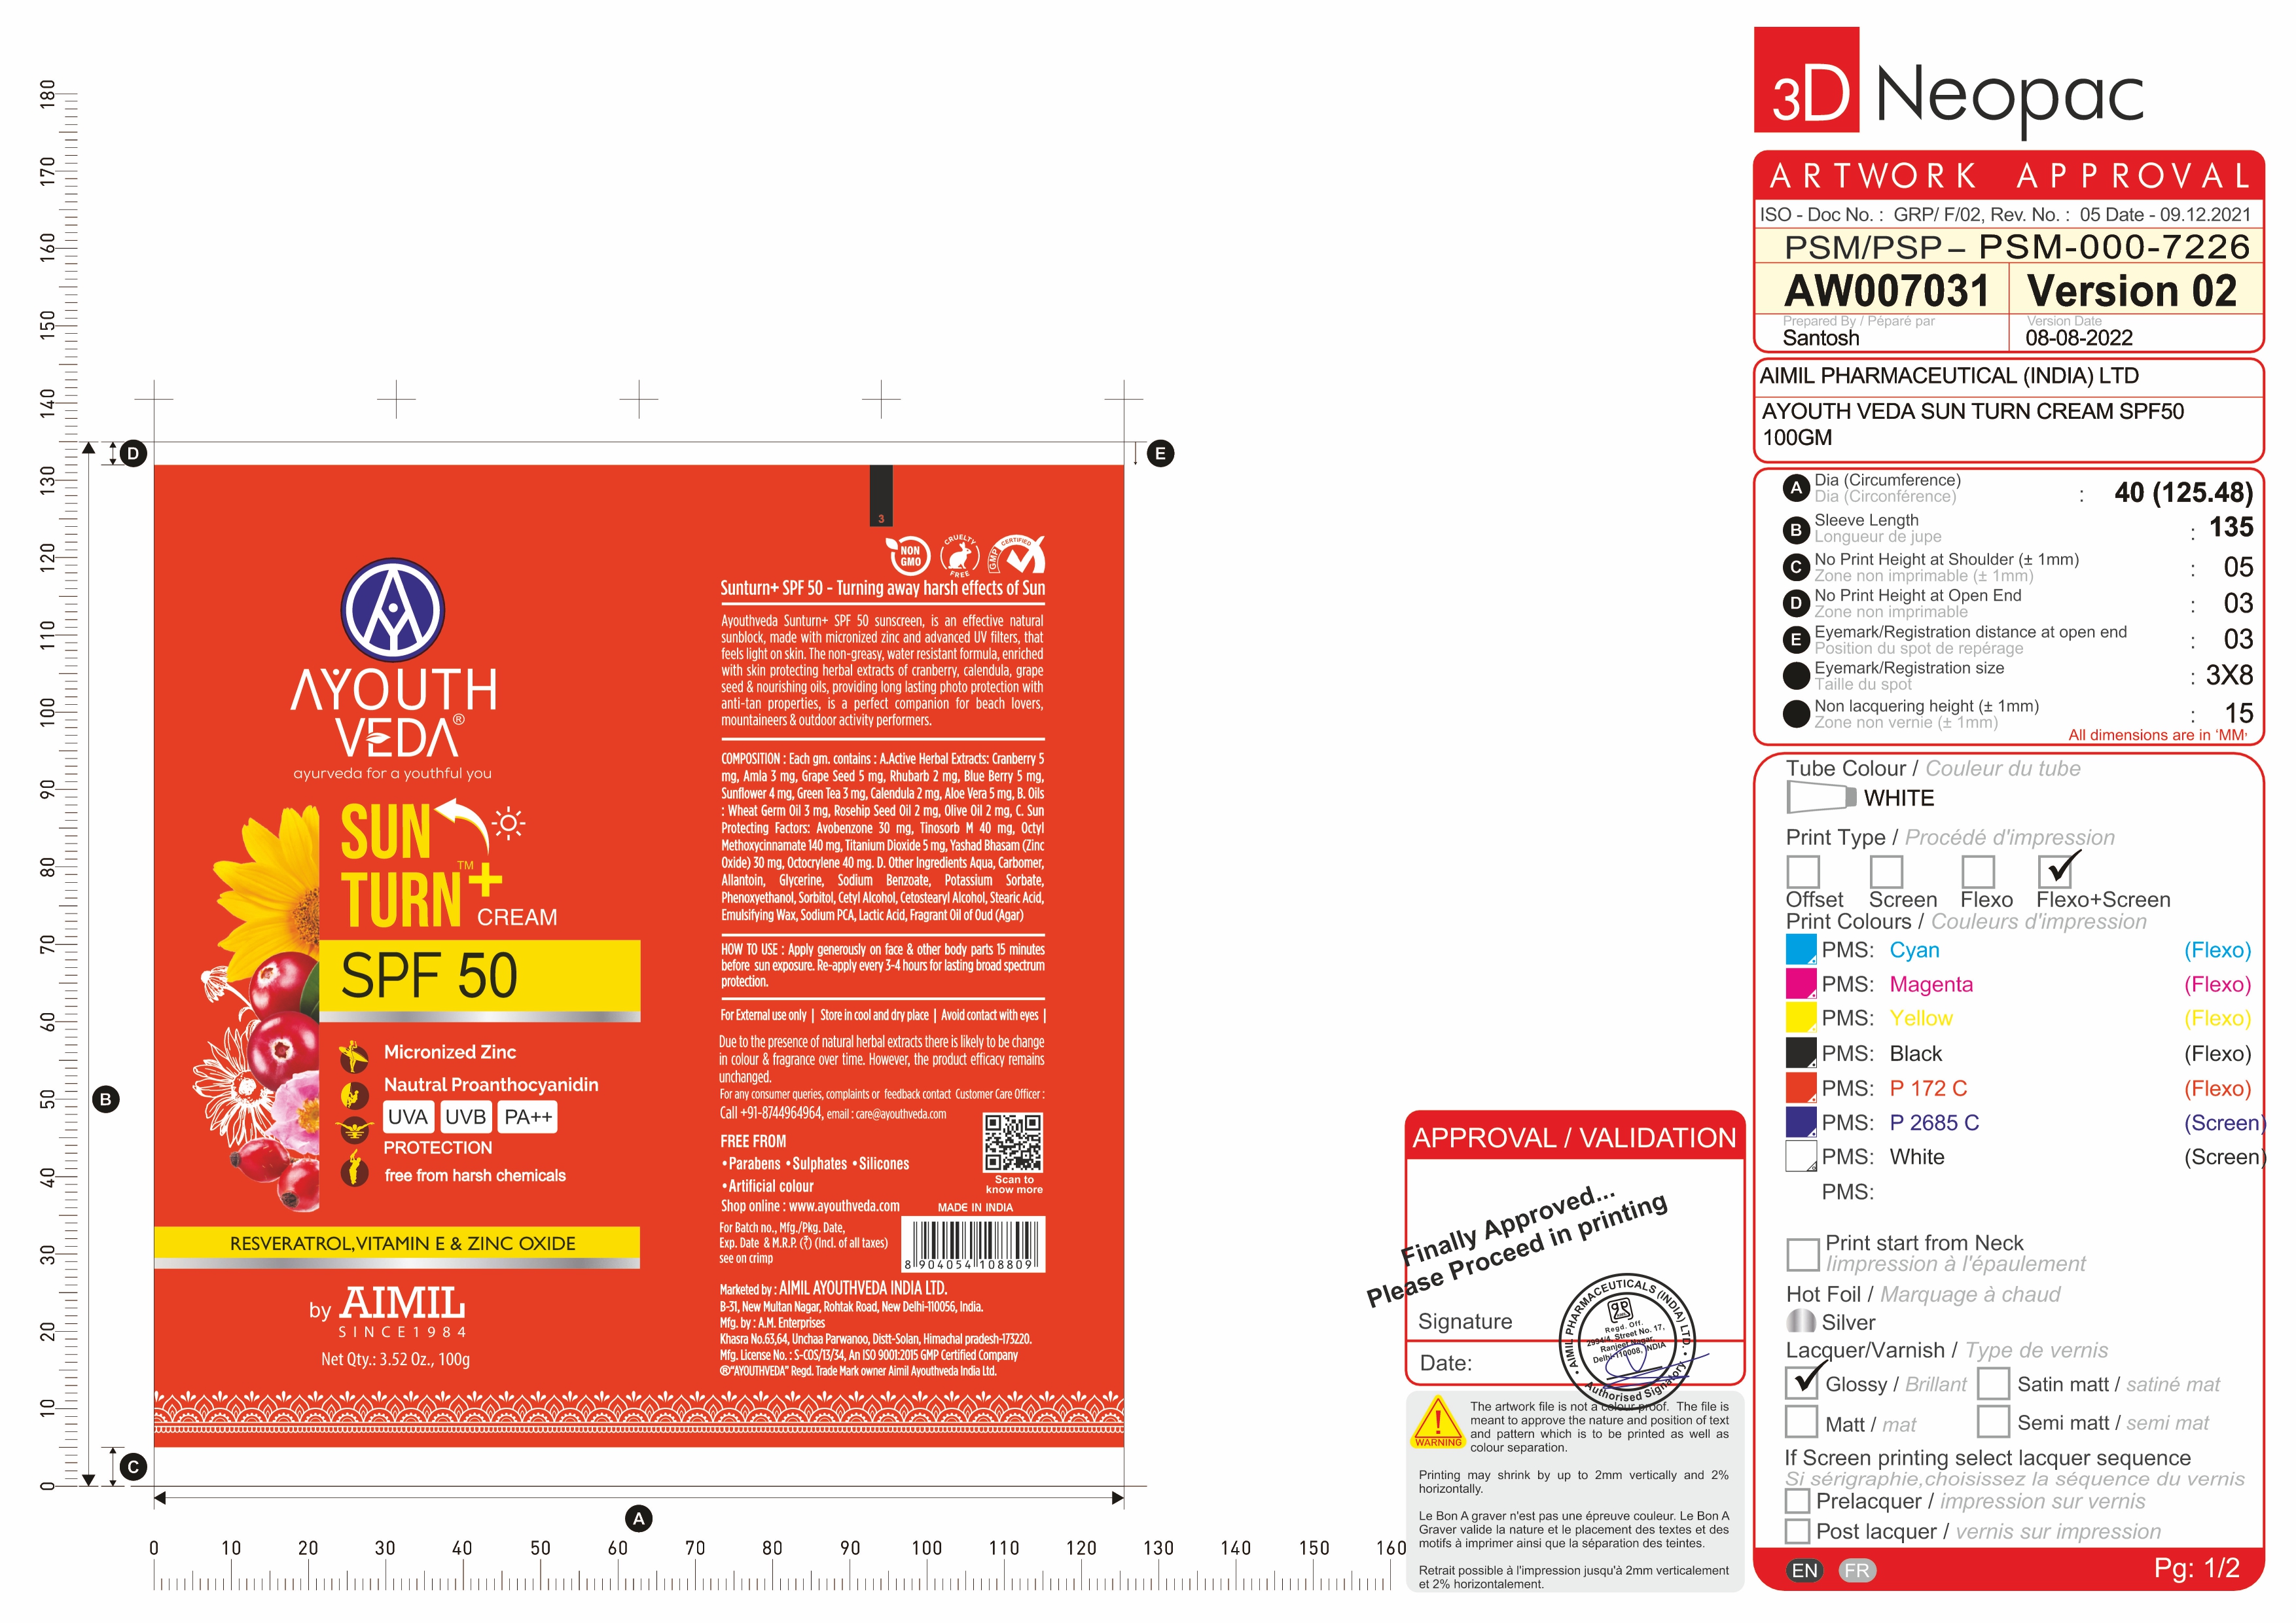 3D Neopac
ARTWORK APPROVAL
ISO - Doc No. : GRP/ F/02, Rev. No. : 05 Date - 09.12.2021
PSM/PSP – PSM-000-7226
AW007031
Version 02
Prepared By / Péparé par
Santosh
Version Date
08-08-2022
AIMIL PHARMACEUTICAL (INDIA) LTD
AYOUTH VEDA SUN TURN CREAM SPF50
100GM
A Dia (Circumference) : 40 (125.48)
Dia (Circonférence)
B Sleeve Length : 135
Longueur de jupe
C No Print Height at Shoulder (± 1mm) : 05
Zone non imprimable (± 1mm)
D No Print Height at Open End : 03
Zone non imprimable
E Eyemark/Registration distance at open end : 03
Position du spot de repérage
Eyemark/Registration size : 3X8
Taille du spot
Non lacquering height (± 1mm) : 15
Zone non vernie (± 1mm)
All dimensions are in 'MM'
Tube Colour / Couleur du tube
WHITE
Print Type / Procédé d'impression
Offset Screen Flexo Flexo+Screen
Print Colours / Couleurs d'impression
PMS: Cyan (Flexo)
PMS: Magenta (Flexo)
PMS: Yellow (Flexo)
PMS: Black (Flexo)
PMS: P 172 C (Flexo)
PMS: P 2685 C (Screen)
PMS: White (Screen)
PMS:
Print start from Neck
Iimpression à l'épaulement
Hot Foil / Marquage à chaud
Silver
Lacquer/Varnish / Type de vernis
Glossy / Brillant Satin matt / satiné mat
Matt / mat Semi matt / semi mat
If Screen printing select lacquer sequence
Si sérigraphie,choisissez la séquence du vernis
Prelacquer / impression sur vernis
Post lacquer / vernis sur impression
EN FR Pg: 1/2
APPROVAL / VALIDATION
Finally Approved...
Please Proceed in printing
Signature
Date:
AIMIL PHARMACEUTICALS (INDIA) LTD.
Regd. Off.
2994/4, Street No. 17,
Ranjeet Nagar,
Delhi-110008, INDIA
Authorised Signatory
WARNING
The artwork file is not a colour proof. The file is
meant to approve the nature and position of text
and pattern which is to be printed as well as
colour separation.
Printing may shrink by up to 2mm vertically and 2%
horizontally.
Le Bon A graver n'est pas une épreuve couleur. Le Bon A
Graver valide la nature et le placement des textes et des
motifs à imprimer ainsi que la séparation des teintes.
Retrait possible à l'impression jusqu'à 2mm verticalement
et 2% horizontalement.
180
170
160
150
140
130
120
110
100
90
80
70
60
50
40
30
20
10
0
D
E
B
C
A
0 10 20 30 40 50 60 70 80 90 100 110 120 130 140 150 160
AYOUTH
VEDA®
ayurveda for a youthful you
SUN
TURN™+
CREAM
SPF 50
Micronized Zinc
Nautral Proanthocyanidin
UVA UVB PA++
PROTECTION
free from harsh chemicals
RESVERATROL,VITAMIN E & ZINC OXIDE
by AIMIL
SINCE1984
Net Qty.: 3.52 Oz., 100g
3
NON GMO
CRUELTY FREE
GMP CERTIFIED
Sunturn+ SPF 50 - Turning away harsh effects of Sun
Ayouthveda Sunturn+ SPF 50 sunscreen, is an effective natural
sunblock, made with micronized zinc and advanced UV filters, that
feels light on skin. The non-greasy, water resistant formula, enriched
with skin protecting herbal extracts of cranberry, calendula, grape
seed & nourishing oils, providing long lasting photo protection with
anti-tan properties, is a perfect companion for beach lovers,
mountaineers & outdoor activity performers.
COMPOSITION : Each gm. contains : A.Active Herbal Extracts: Cranberry 5
mg, Amla 3 mg, Grape Seed 5 mg, Rhubarb 2 mg, Blue Berry 5 mg,
Sunflower 4 mg, Green Tea 3 mg, Calendula 2 mg, Aloe Vera 5 mg, B. Oils
: Wheat Germ Oil 3 mg, Rosehip Seed Oil 2 mg, Olive Oil 2 mg, C. Sun
Protecting Factors: Avobenzone 30 mg, Tinosorb M 40 mg, Octyl
Methoxycinnamate 140 mg, Titanium Dioxide 5 mg, Yashad Bhasam (Zinc
Oxide) 30 mg, Octocrylene 40 mg. D. Other Ingredients Aqua, Carbomer,
Allantoin, Glycerine, Sodium Benzoate, Potassium Sorbate,
Phenoxyethanol, Sorbitol, Cetyl Alcohol, Cetostearyl Alcohol, Stearic Acid,
Emulsifying Wax, Sodium PCA, Lactic Acid, Fragrant Oil of Oud (Agar)
HOW TO USE : Apply generously on face & other body parts 15 minutes
before sun exposure. Re-apply every 3-4 hours for lasting broad spectrum
protection.
For External use only | Store in cool and dry place | Avoid contact with eyes |
Due to the presence of natural herbal extracts there is likely to be change
in colour & fragrance over time. However, the product efficacy remains
unchanged.
For any consumer queries, complaints or feedback contact Customer Care Officer :
Call +91-8744964964, email : care@ayouthveda.com
FREE FROM
•Parabens •Sulphates •Silicones
•Artificial colour
Scan to
know more
Shop online : www.ayouthveda.com
MADE IN INDIA
For Batch no., Mfg./Pkg. Date,
Exp. Date & M.R.P. (₹) (Incl. of all taxes)
see on crimp
8 904054 108809
Marketed by : AIMIL AYOUTHVEDA INDIA LTD.
B-31, New Multan Nagar, Rohtak Road, New Delhi-110056, India.
Mfg. by : A.M. Enterprises
Khasra No.63,64, Unchaa Parwanoo, Distt-Solan, Himachal pradesh-173220.
Mfg. License No. : S-COS/13/34, An ISO 9001:2015 GMP Certified Company
®"AYOUTHVEDA" Regd. Trade Mark owner Aimil Ayouthveda India Ltd.